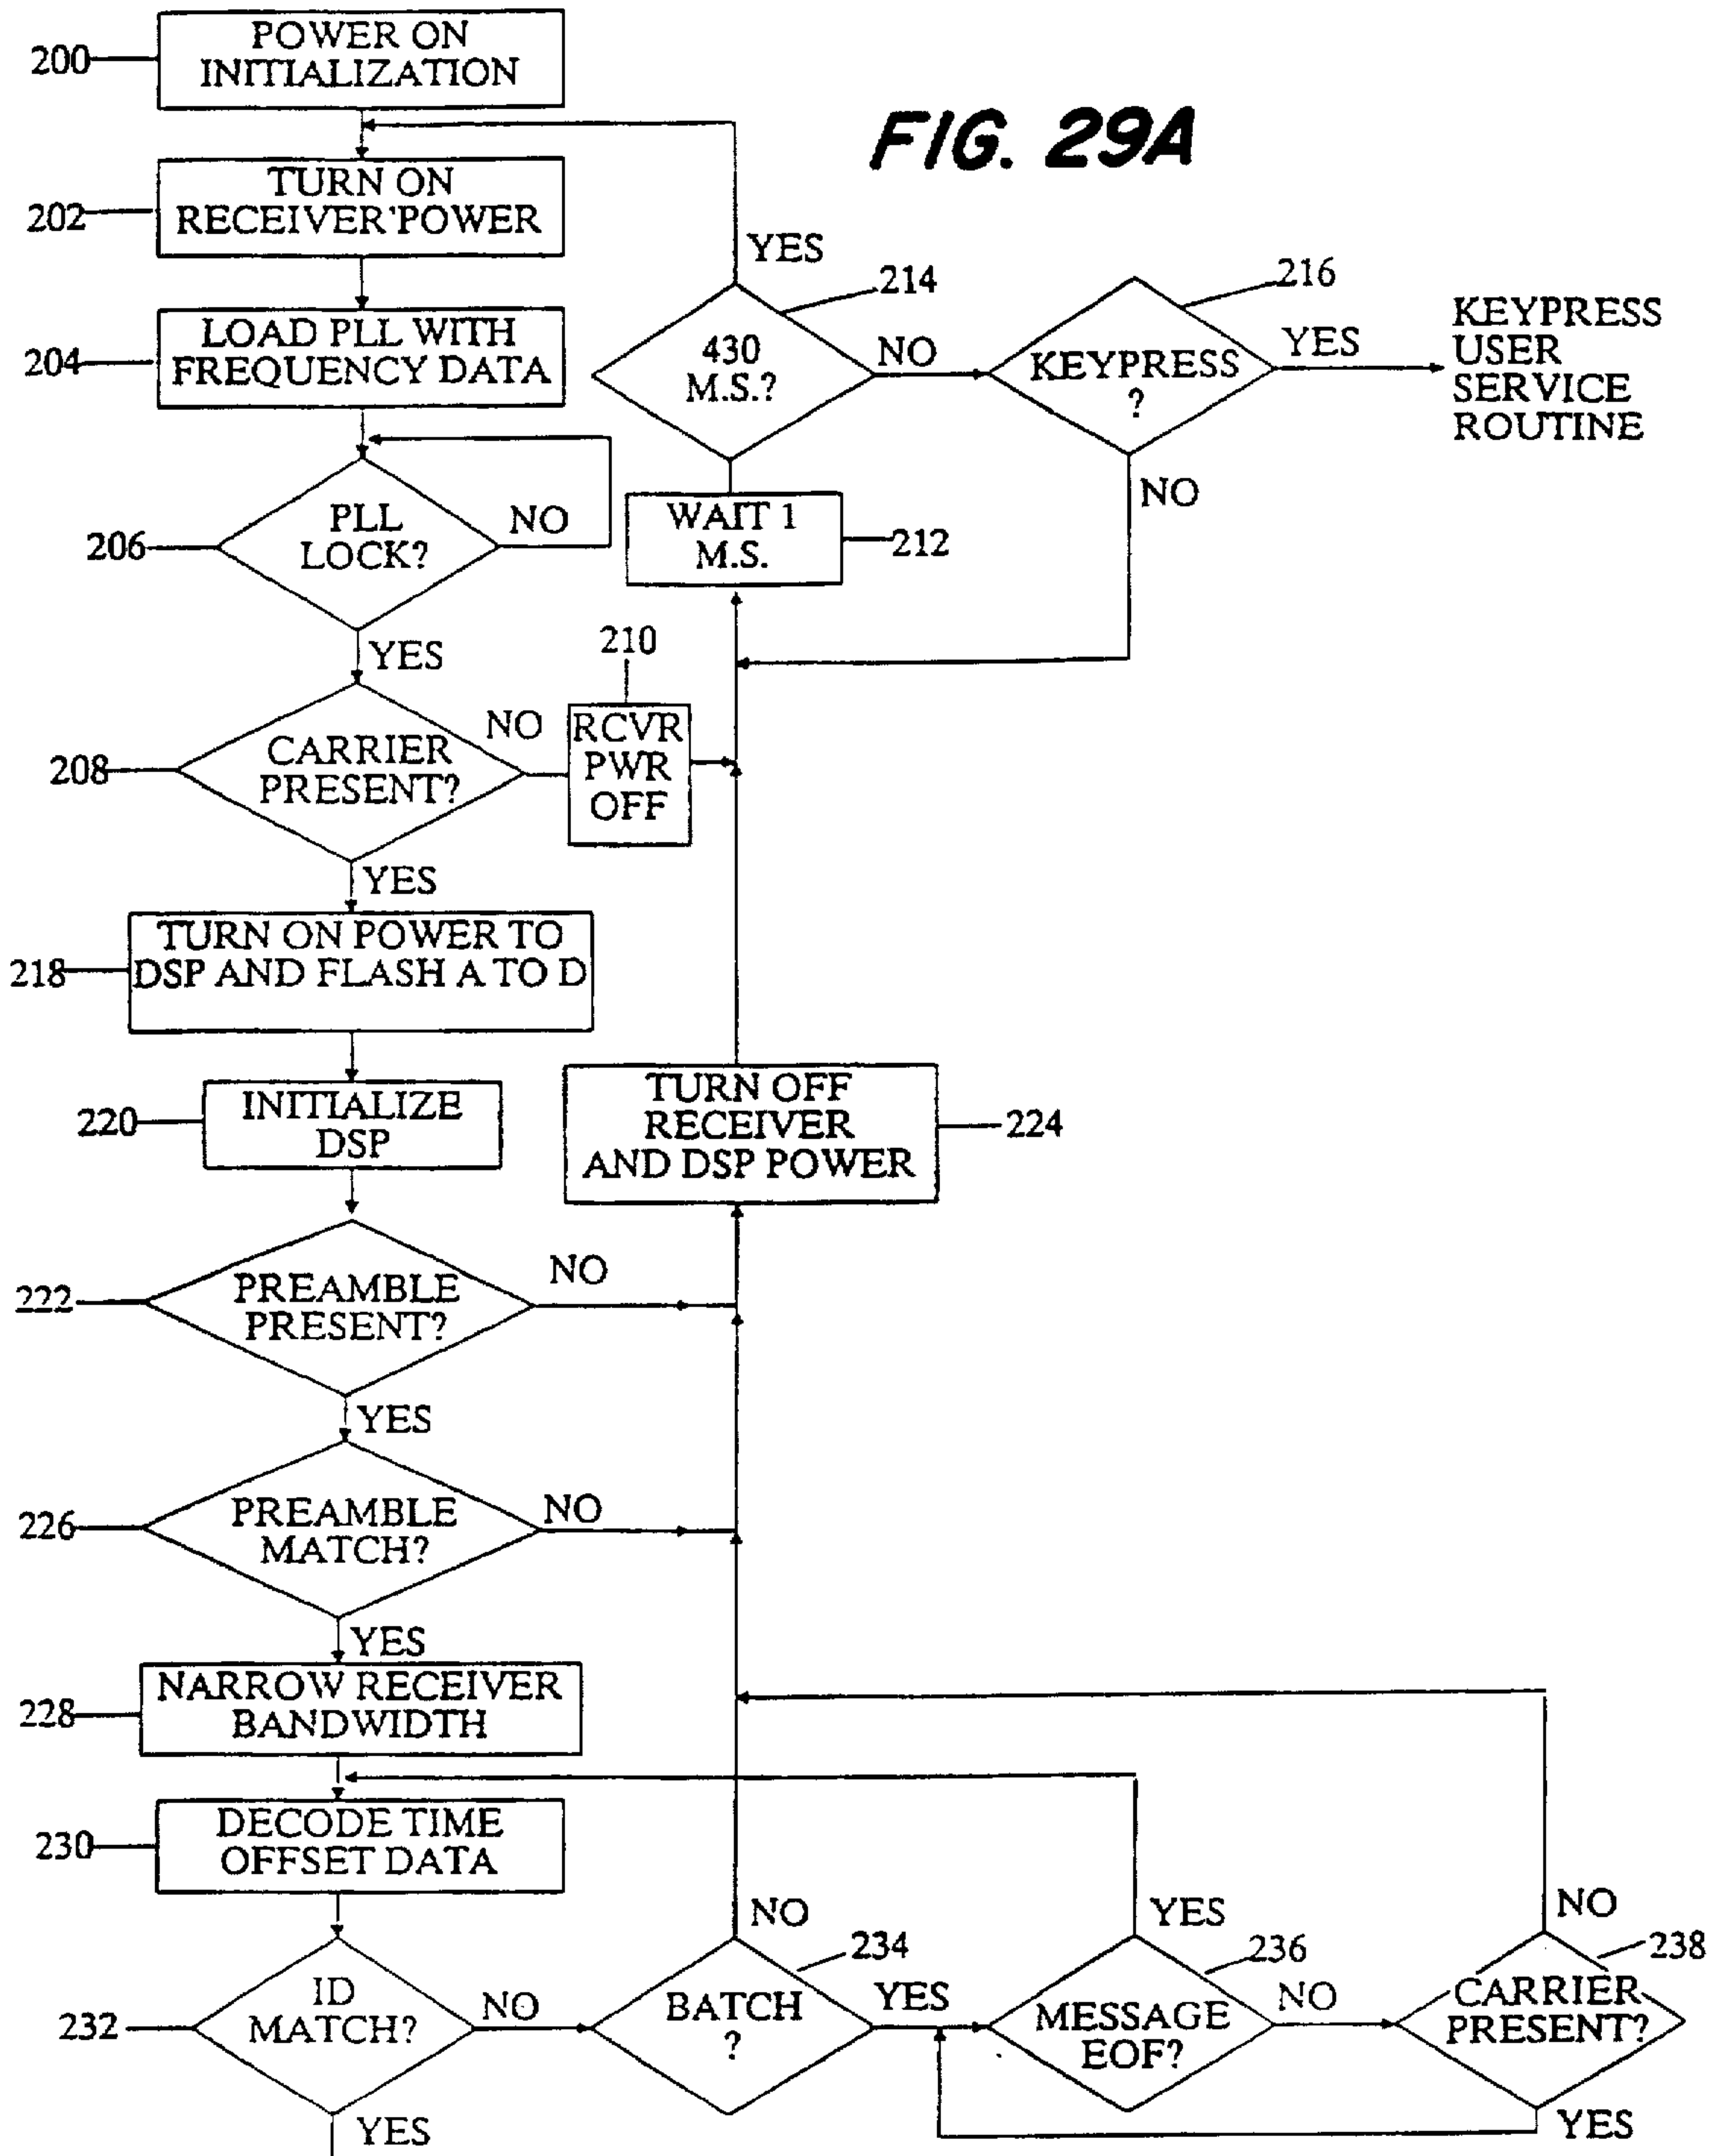 POWER ON
INITIALIZATION
200
FIG. 29A
TURN ON
RECEIVER'POWER
202
YES
214
216
LOAD PLL WITH
FREQUENCY DATA
204
430
M.S.?
NO
KEYPRESS
?
YES
KEYPRESS
USER
SERVICE
ROUTINE
PLL
LOCK?
206
NO
WAIT 1
M.S.
212
NO
YES
210
CARRIER
PRESENT?
208
NO
RCVR
PWR
OFF
YES
TURN ON POWER TO
DSP AND FLASH A TO D
218
INITIALIZE
DSP
220
TURN OFF
RECEIVER
AND DSP POWER
224
PREAMBLE
PRESENT?
222
NO
YES
PREAMBLE
MATCH?
226
NO
YES
NARROW RECEIVER
BANDWIDTH
228
DECODE TIME
OFFSET DATA
230
NO
YES
NO
234
236
238
ID
MATCH?
232
NO
BATCH
?
YES
MESSAGE
EOF?
NO
CARRIER
PRESENT?
YES
YES